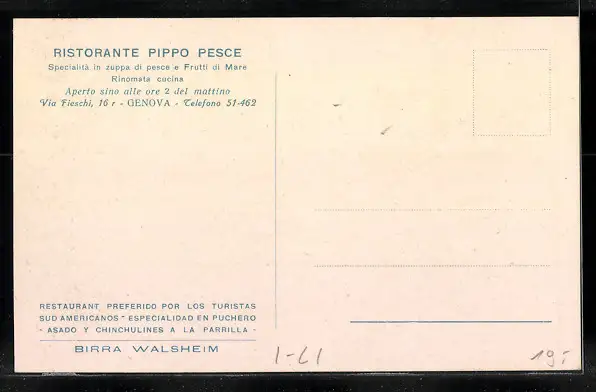 RISTORANTE PIPPO PESCE
Specialità in zuppa di pesce e Frutti di Mare
Rinomata cucina
Aperto sino alle ore 2 del mattino
Via Fieschi, 16 r - GENOVA - Telefono 51-462
RESTAURANT PREFERIDO POR LOS TURISTAS
SUD AMERICANOS - ESPECIALIDAD EN PUCHERO
- ASADO Y CHINCHULINES A LA PARRILLA -
BIRRA WALSHEIM
I-LI
19,-